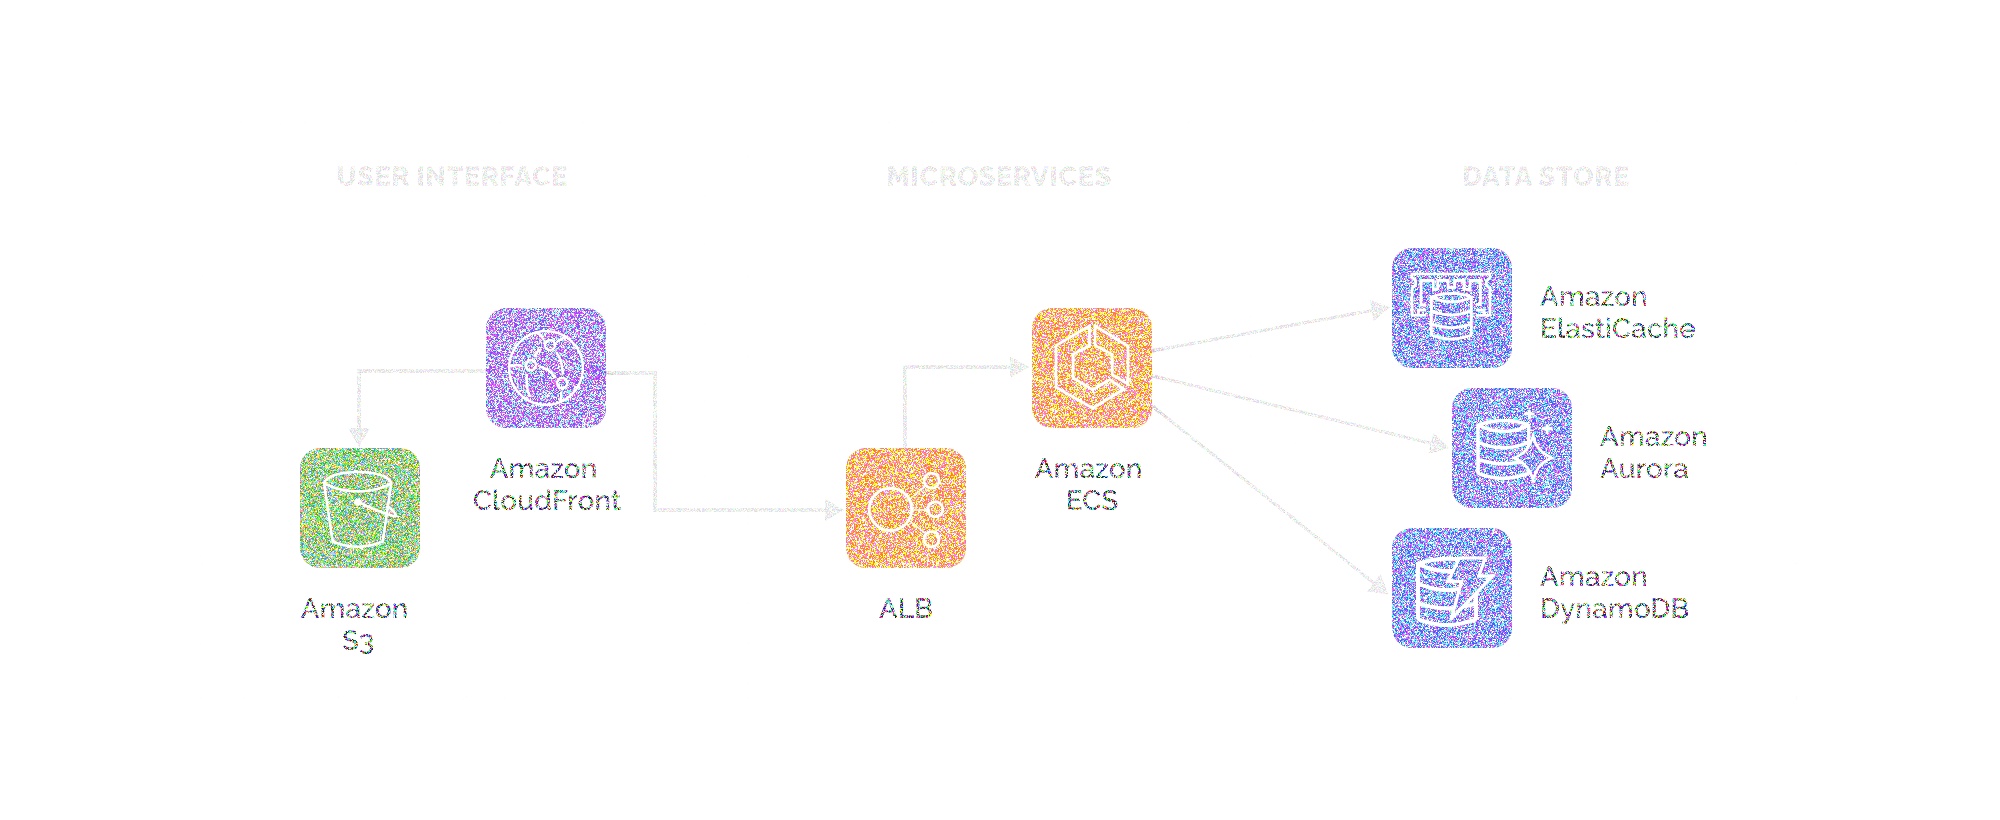 USER INTERFACE
MICROSERVICES
DATA STORE
Amazon
CloudFront
Amazon
S3
ALB
Amazon
ECS
Amazon
ElastiCache
Amazon
Aurora
Amazon
DynamoDB